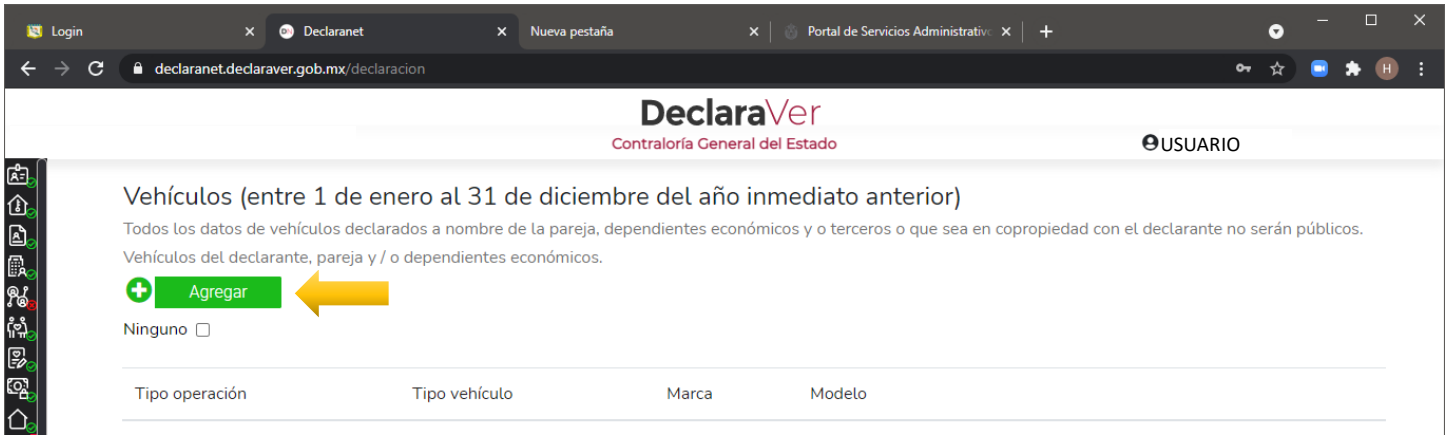 Login
Declaranet
Nueva pestaña
Portal de Servicios Administrativo
declaranet.declaraver.gob.mx/declaracion
H
DeclaraVer
Contraloría General del Estado
USUARIO
Vehículos (entre 1 de enero al 31 de diciembre del año inmediato anterior)
Todos los datos de vehículos declarados a nombre de la pareja, dependientes económicos y o terceros o que sea en copropiedad con el declarante no serán públicos.
Vehículos del declarante, pareja y / o dependientes económicos.
Agregar
Ninguno
Tipo operación Tipo vehículo Marca Modelo